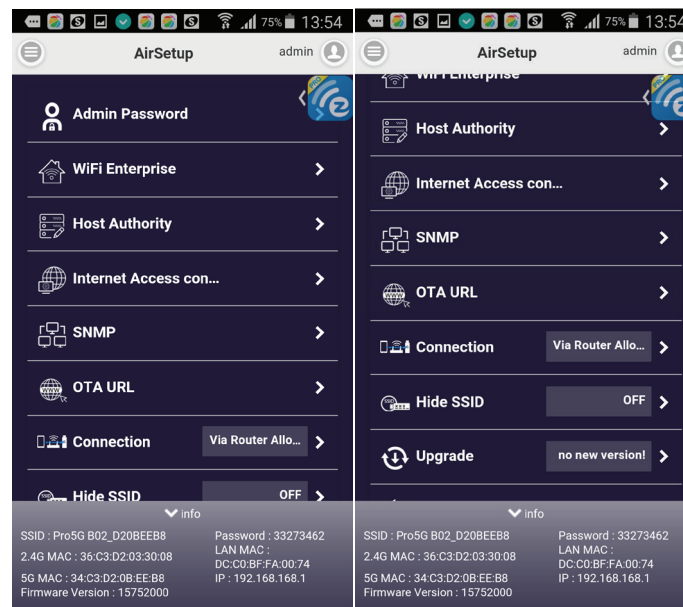 75% 13:54
AirSetup
admin
Admin Password
WiFi Enterprise
Host Authority
Internet Access con...
SNMP
OTA URL
Connection
Via Router Allo...
Hide SSID
OFF
info
SSID : Pro5G B02_D20BEEB8
Password : 33273462
2.4G MAC : 36:C3:D2:03:30:08
LAN MAC :
DC:C0:BF:FA:00:74
5G MAC : 34:C3:D2:0B:EE:B8
IP : 192.168.168.1
Firmware Version : 15752000
75% 13:54
AirSetup
admin
WiFi Enterprise
Host Authority
Internet Access con...
SNMP
OTA URL
Connection
Via Router Allo...
Hide SSID
OFF
Upgrade
no new version!
info
SSID : Pro5G B02_D20BEEB8
Password : 33273462
2.4G MAC : 36:C3:D2:03:30:08
LAN MAC :
DC:C0:BF:FA:00:74
5G MAC : 34:C3:D2:0B:EE:B8
IP : 192.168.168.1
Firmware Version : 15752000